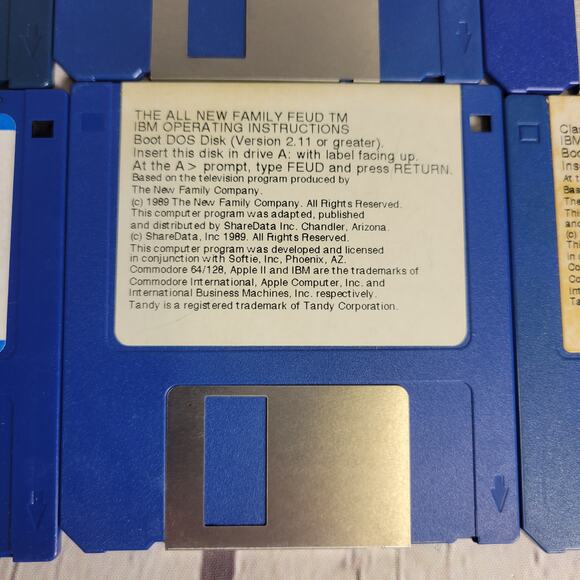 THE ALL NEW FAMILY FEUD TM
IBM OPERATING INSTRUCTIONS
Boot DOS Disk (Version 2.11 or greater).
Insert this disk in drive A: with label facing up.
At the A> prompt, type FEUD and press RETURN.
Based on the television program produced by
The New Family Company.
(c) 1989 The New Family Company. All Rights Reserved.
This computer program was adapted, published
and distributed by ShareData Inc, Chandler, Arizona.
(c) ShareData, Inc 1989. All Rights Reserved.
This computer program was developed and licensed
in conjunction with Softie, Inc, Phoenix, AZ.
Commodore 64/128, Apple II and IBM are the trademarks of
Commodore International, Apple Computer, Inc. and
International Business Machines, Inc. respectively.
Tandy is a registered trademark of Tandy Corporation.
IBM